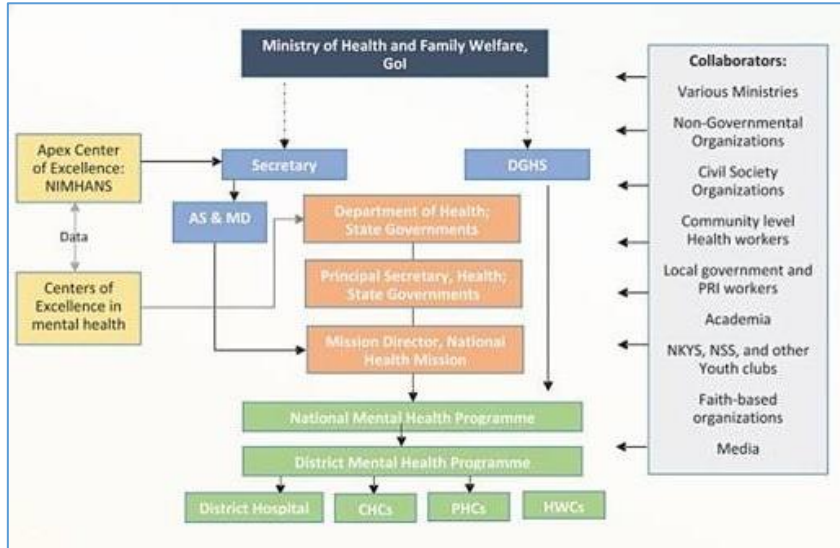 Ministry of Health and Family Welfare,
GoI
Apex Center
of Excellence:
NIMHANS
Secretary
DGHS
AS & MD
Data
Department of Health;
State Governments
Centers of
Excellence in
mental health
Principal Secretary, Health;
State Governments
Mission Director, National
Health Mission
National Mental Health Programme
District Mental Health Programme
District Hospital
CHCs
PHCs
HWCs
Collaborators:
Various Ministries
Non-Governmental
Organizations
Civil Society
Organizations
Community level
Health workers
Local government and
PRI workers
Academia
NKYS, NSS, and other
Youth clubs
Faith-based
organizations
Media